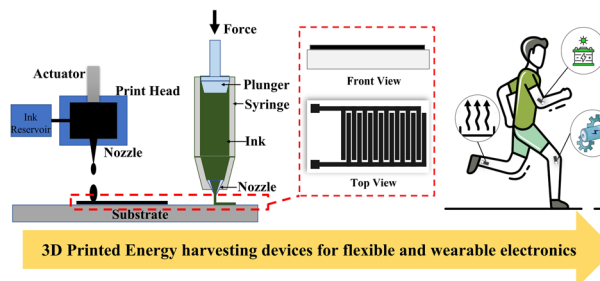 Force
Actuator
Print Head
Ink
Reservoir
Nozzle
Plunger
Syringe
Ink
Nozzle
Substrate
Front View
Top View
3D Printed Energy harvesting devices for flexible and wearable electronics